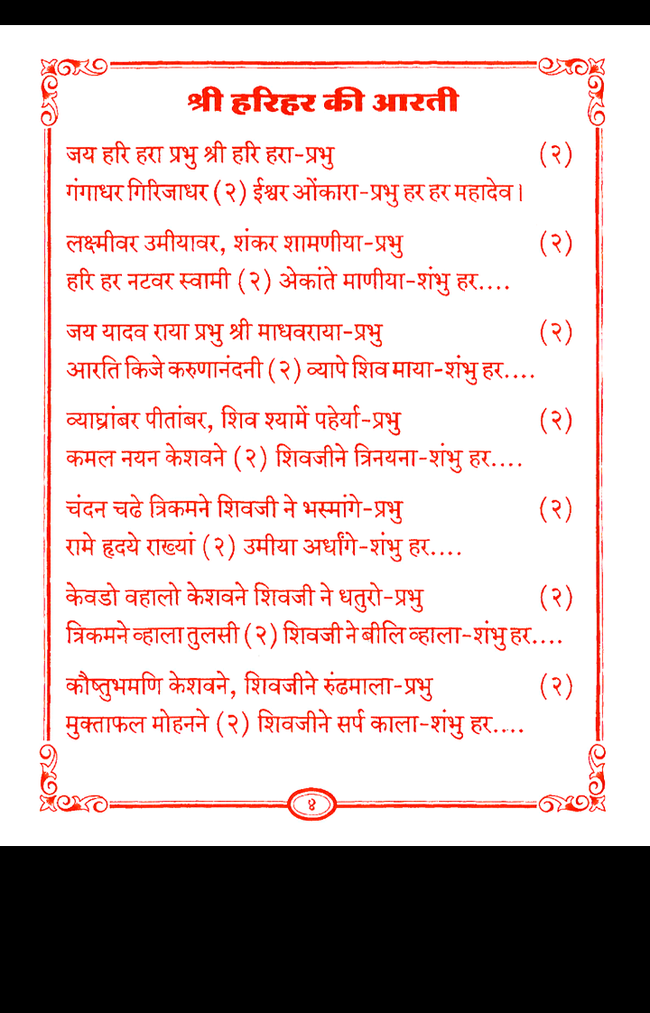 श्री हरिहर की आरती
जय हरि हरा प्रभु श्री हरि हरा-प्रभु (२)
गंगाधर गिरिजाधर (२) ईश्वर ओंकारा-प्रभु हर हर महादेव।
लक्ष्मीवर उमीयावर, शंकर शामणीया-प्रभु (२)
हरि हर नटवर स्वामी (२) अेकांते माणीया-शंभु हर....
जय यादव राया प्रभु श्री माधवराया-प्रभु (२)
आरति किजे करुणानंदनी (२) व्यापे शिव माया-शंभु हर....
व्याघ्रांबर पीतांबर, शिव श्यामें पहेर्या-प्रभु (२)
कमल नयन केशवने (२) शिवजीने त्रिनयना-शंभु हर....
चंदन चढे त्रिकमने शिवजी ने भस्मांगे-प्रभु (२)
रामे हृदये राख्यां (२) उमीया अर्धांगे-शंभु हर....
केवडो वहालो केशवने शिवजी ने धतुरो-प्रभु (२)
त्रिकमने व्हाला तुलसी (२) शिवजी ने बीलि व्हाला-शंभु हर....
कौष्तुभमणि केशवने, शिवजीने रुंढमाला-प्रभु (२)
मुक्ताफल मोहनने (२) शिवजीने सर्प काला-शंभु हर....
४